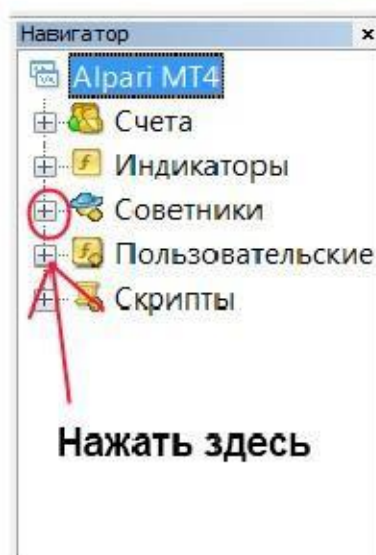 Навигатор
Alpari MT4
Счета
Индикаторы
Советники
Пользовательские
Скрипты
Нажать здесь